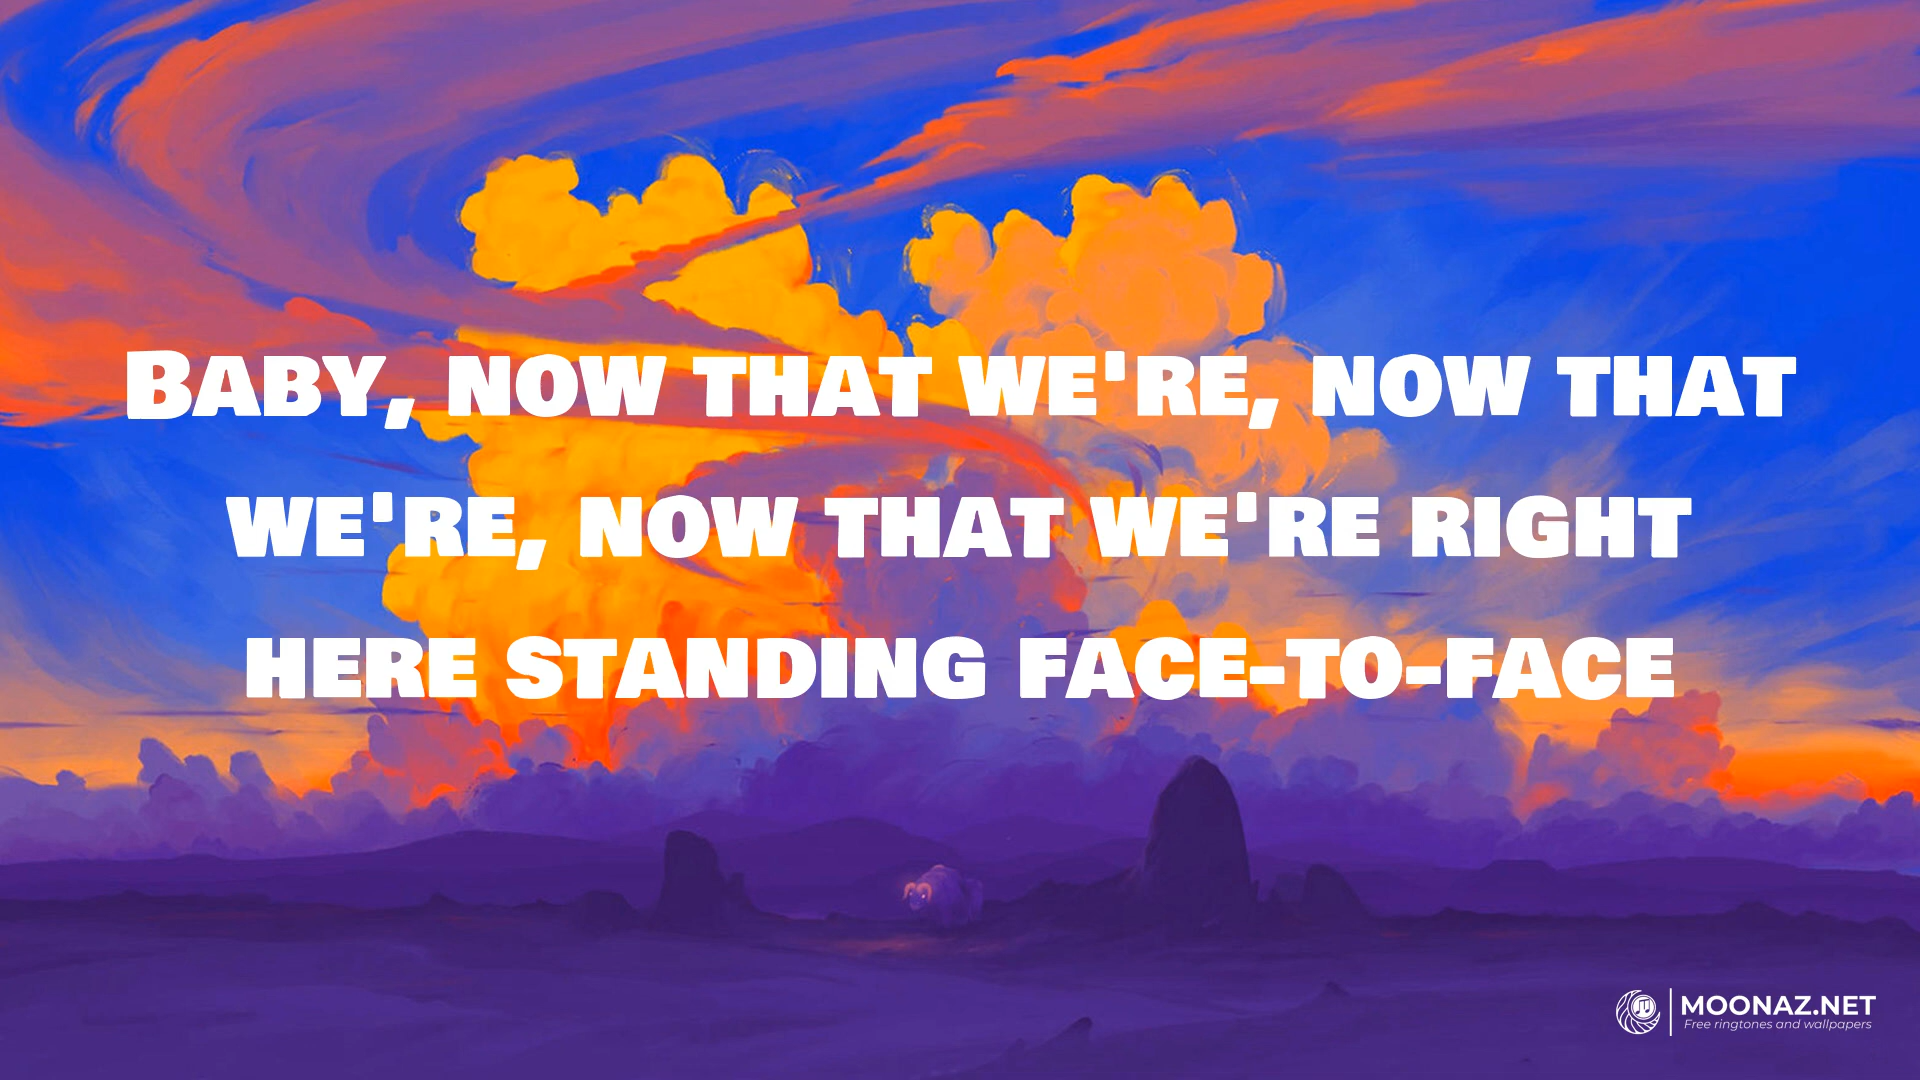 Baby, now that we're, now that
we're, now that we're right
here standing face-to-face
MOONAZ.NET
Free ringtones and wallpapers